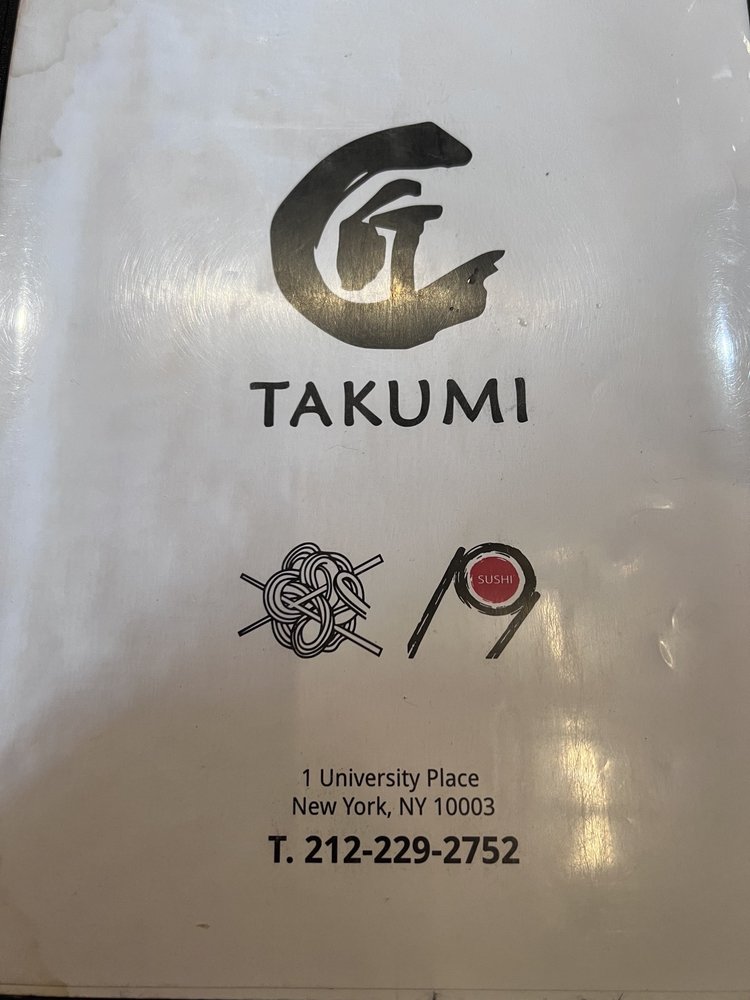 TAKUMI
SUSHI
1 University Place
New York, NY 10003
T. 212-229-2752